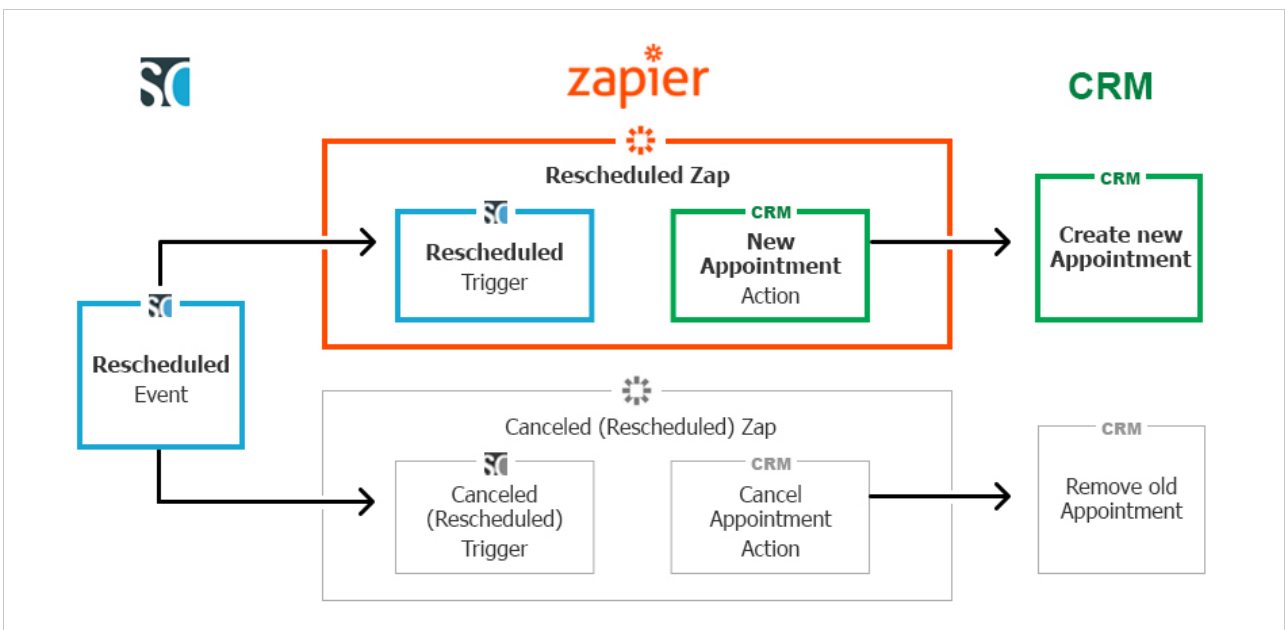 SC
zapier
CRM
Rescheduled Zap
SC
Rescheduled
Trigger
CRM
New
Appointment
Action
CRM
Create new
Appointment
SC
Rescheduled
Event
Canceled (Rescheduled) Zap
SC
Canceled
(Rescheduled)
Trigger
CRM
Cancel
Appointment
Action
CRM
Remove old
Appointment